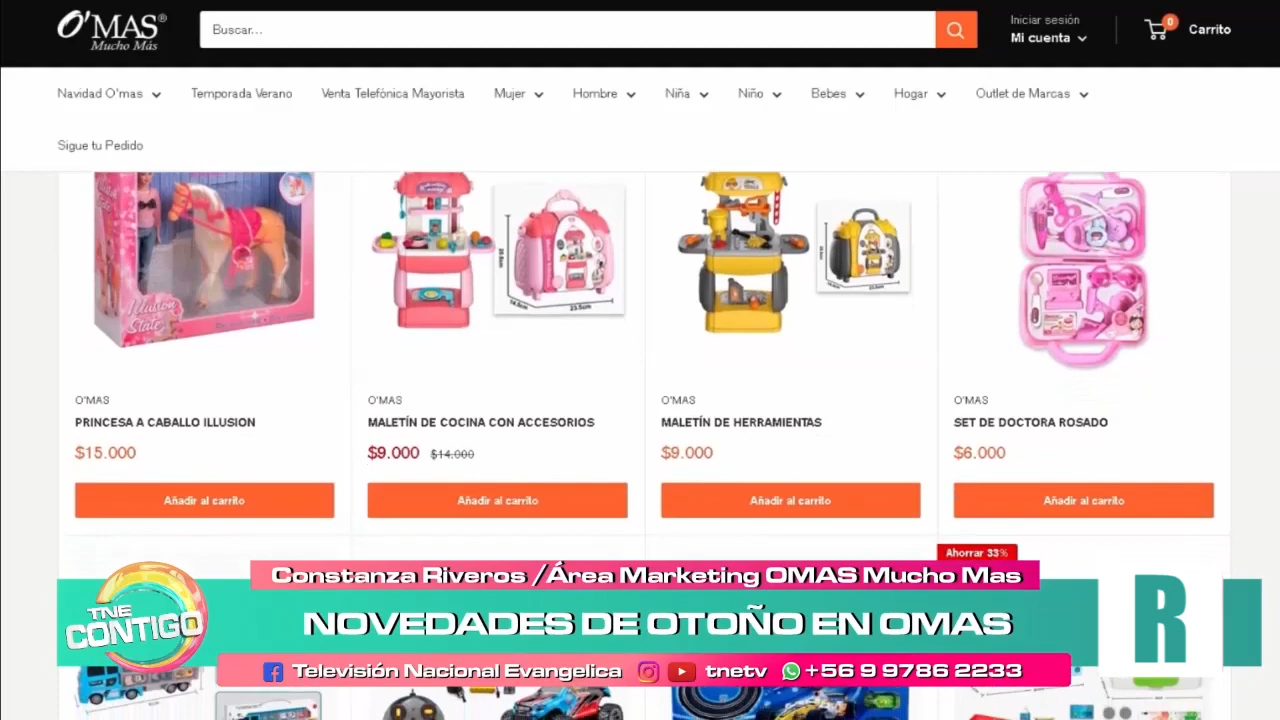 O'MAS®
Mucho Más
Buscar...
Iniciar sesión
Mi cuenta
0
Carrito
Navidad O'mas
Temporada Verano
Venta Telefónica Mayorista
Mujer
Hombre
Niña
Niño
Bebes
Hogar
Outlet de Marcas
Sigue tu Pedido
Illusion
State
23.5cm
O'MAS
PRINCESA A CABALLO ILLUSION
$15.000
Añadir al carrito
O'MAS
MALETÍN DE COCINA CON ACCESORIOS
$9.000 $14.000
Añadir al carrito
O'MAS
MALETÍN DE HERRAMIENTAS
$9.000
Añadir al carrito
O'MAS
SET DE DOCTORA ROSADO
$6.000
Añadir al carrito
Ahorrar 33%
Constanza Riveros /Área Marketing OMAS Mucho Mas
TNE
CONTIGO
NOVEDADES DE OTOÑO EN OMAS
R
Televisión Nacional Evangelica
tnetv
+56 9 9786 2233